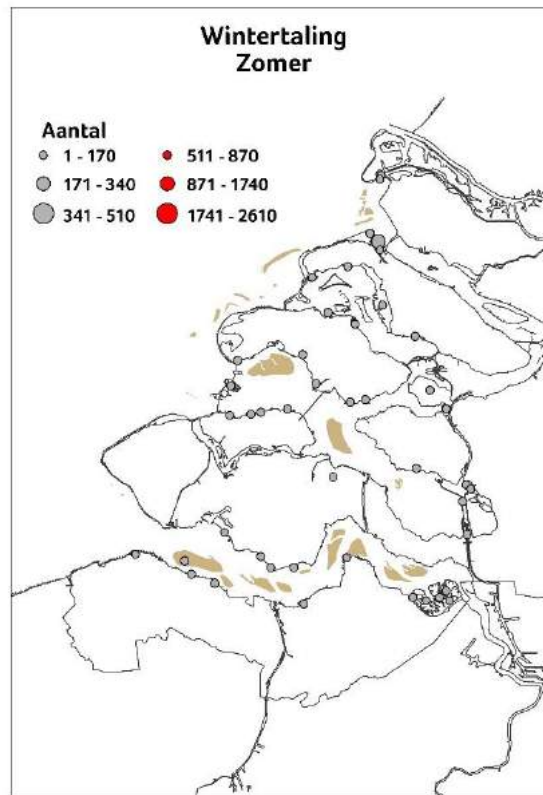 Wintertaling
Zomer
Aantal
1 - 170
511 - 870
171 - 340
871 - 1740
341 - 510
1741 - 2610